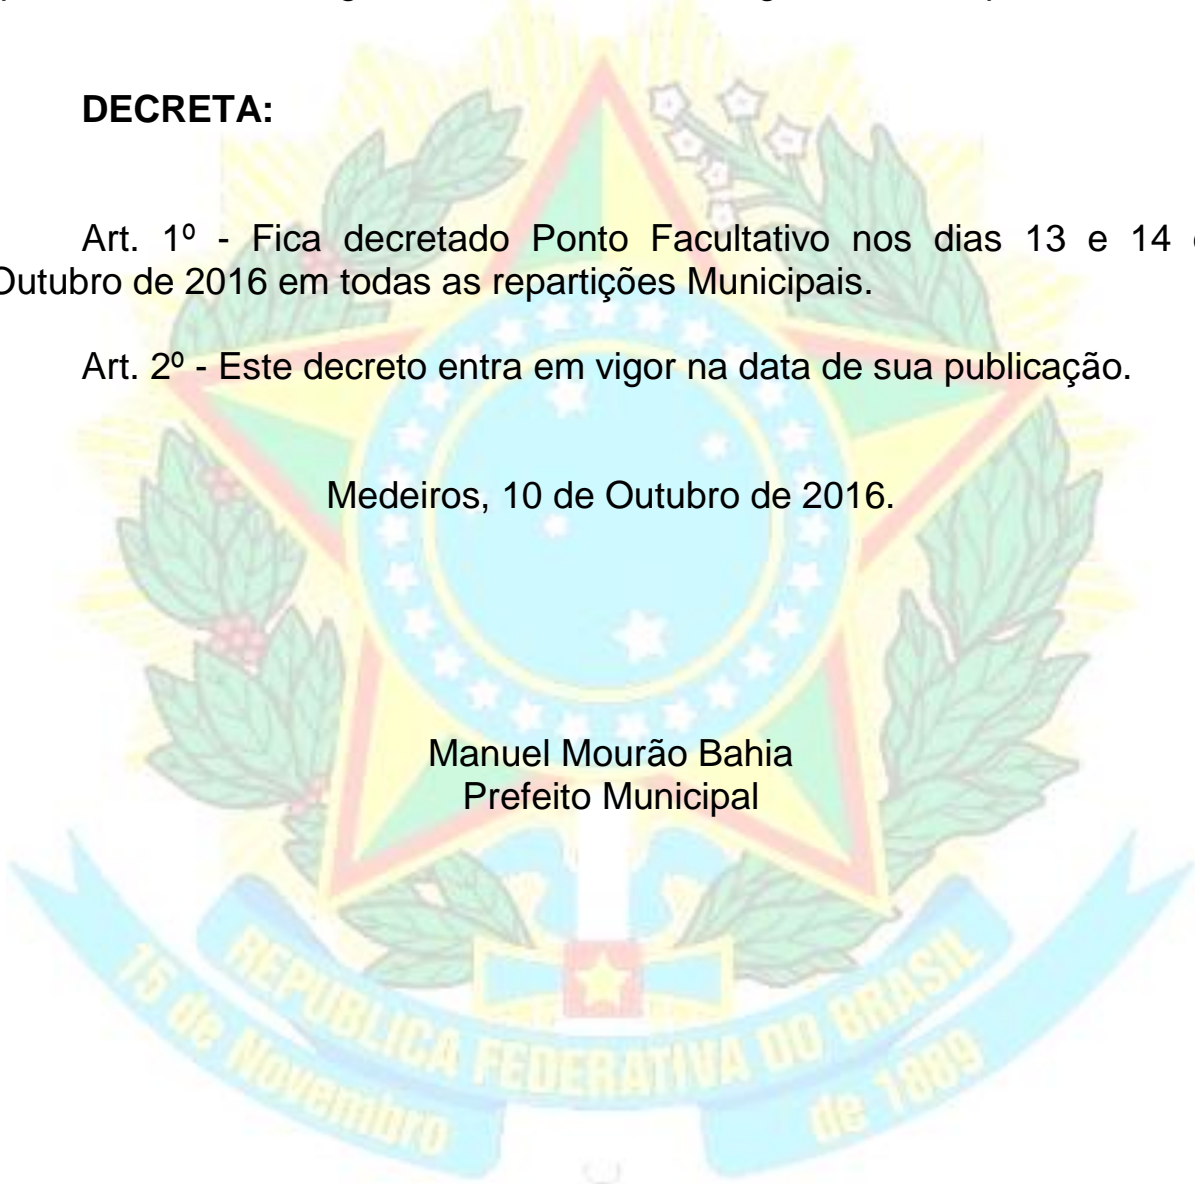 DECRETA:
Art. 1º - Fica decretado Ponto Facultativo nos dias 13 e 14
Outubro de 2016 em todas as repartições Municipais.
Art. 2º - Este decreto entra em vigor na data de sua publicação.
Medeiros, 10 de Outubro de 2016.
Manuel Mourão Bahia
Prefeito Municipal
REPUBLICA FEDERATIVA DO BRASIL
15 de Novembro de 1889